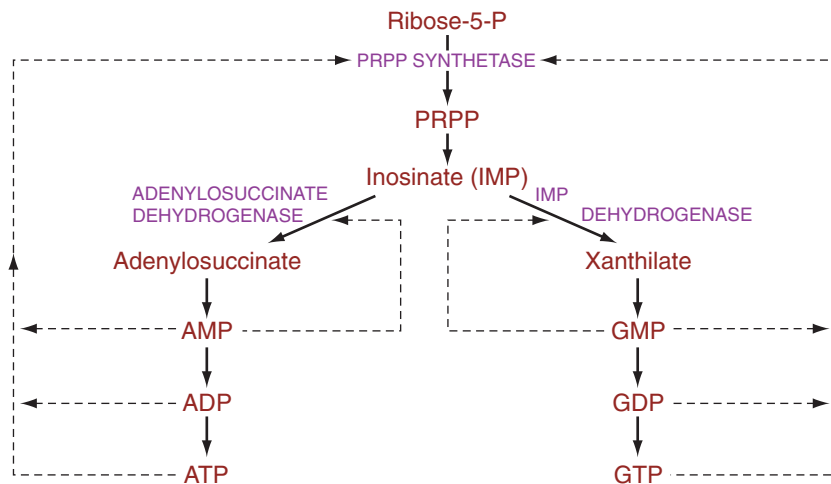 Ribose-5-P
PRPP SYNTHETASE
PRPP
Inosinate (IMP)
ADENYLOSUCCINATE
DEHYDROGENASE
IMP
DEHYDROGENASE
Adenylosuccinate
Xanthilate
AMP
GMP
ADP
GDP
ATP
GTP